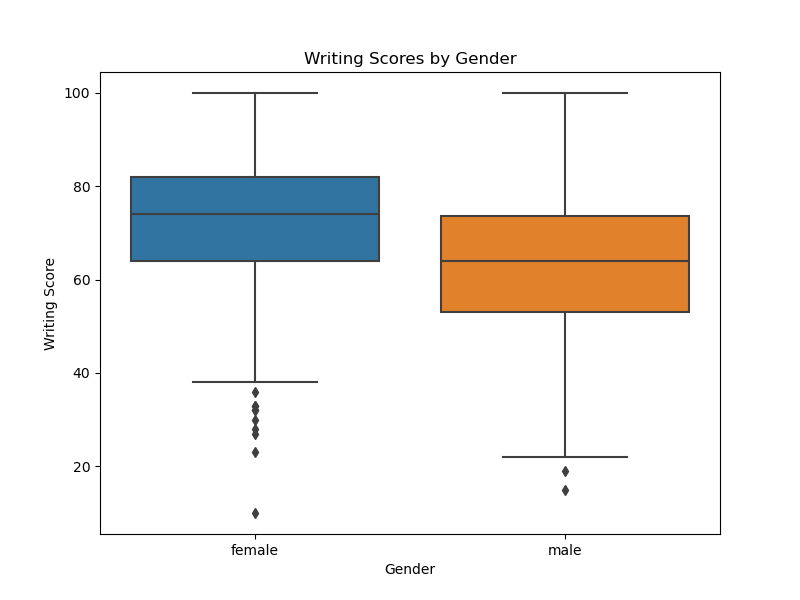 Writing Scores by Gender
100
80
60
40
20
Writing Score
female male
Gender